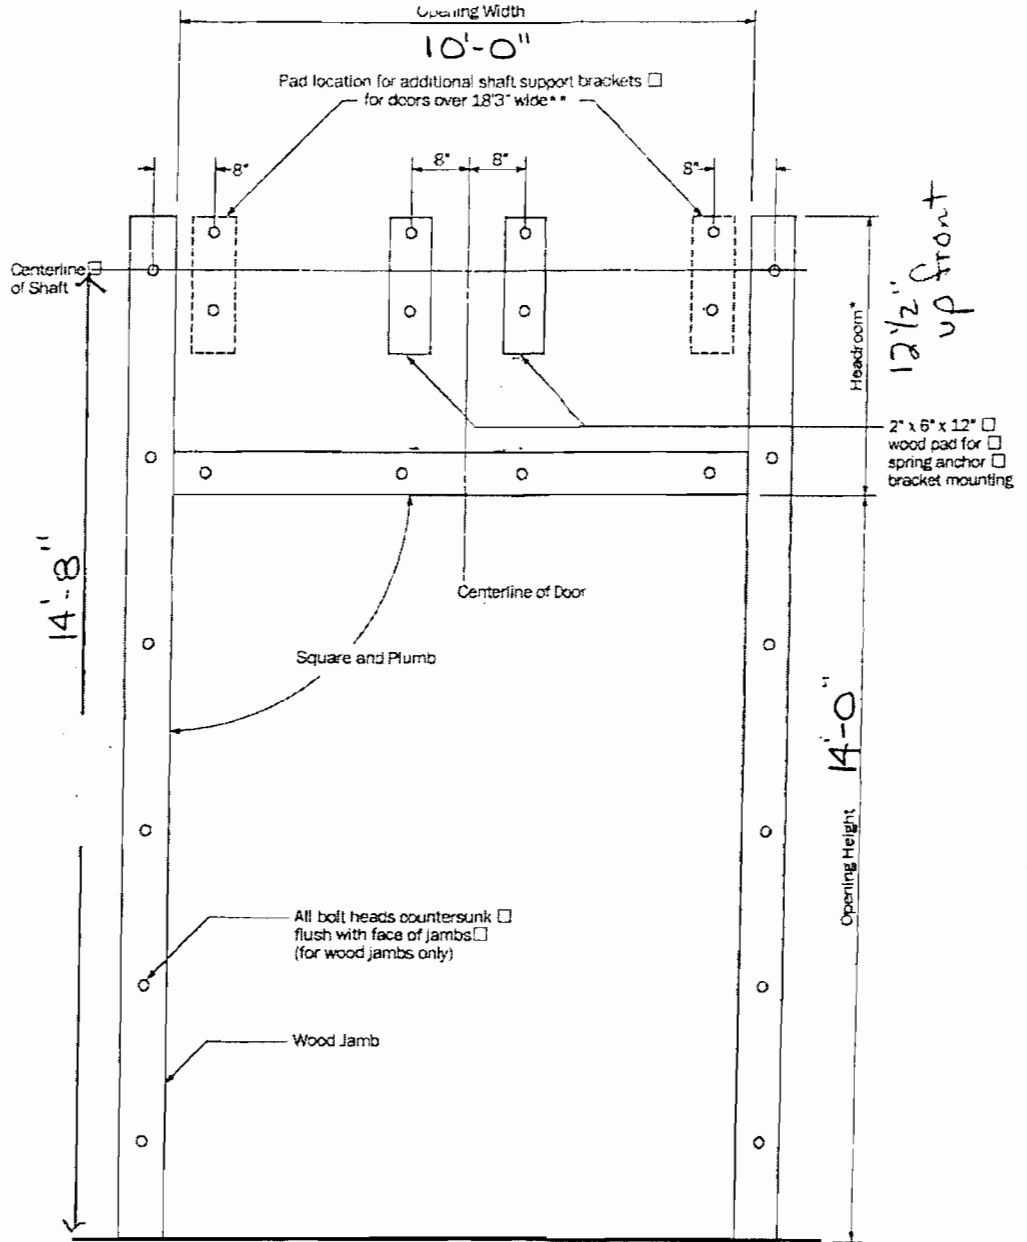 Opening Width
10'-0"
Pad location for additional shaft support brackets □
for doors over 18'3" wide**
8"
8"
8"
8"
Centerline □
of Shaft
Headroom*
12 1/2"
up front
2" x 6" x 12" □
wood pad for □
spring anchor □
bracket mounting
14'-8"
Centerline of Door
Square and Plumb
14'-0"
Opening Height
All bolt heads countersunk □
flush with face of jambs□
(for wood jambs only)
Wood Jamb